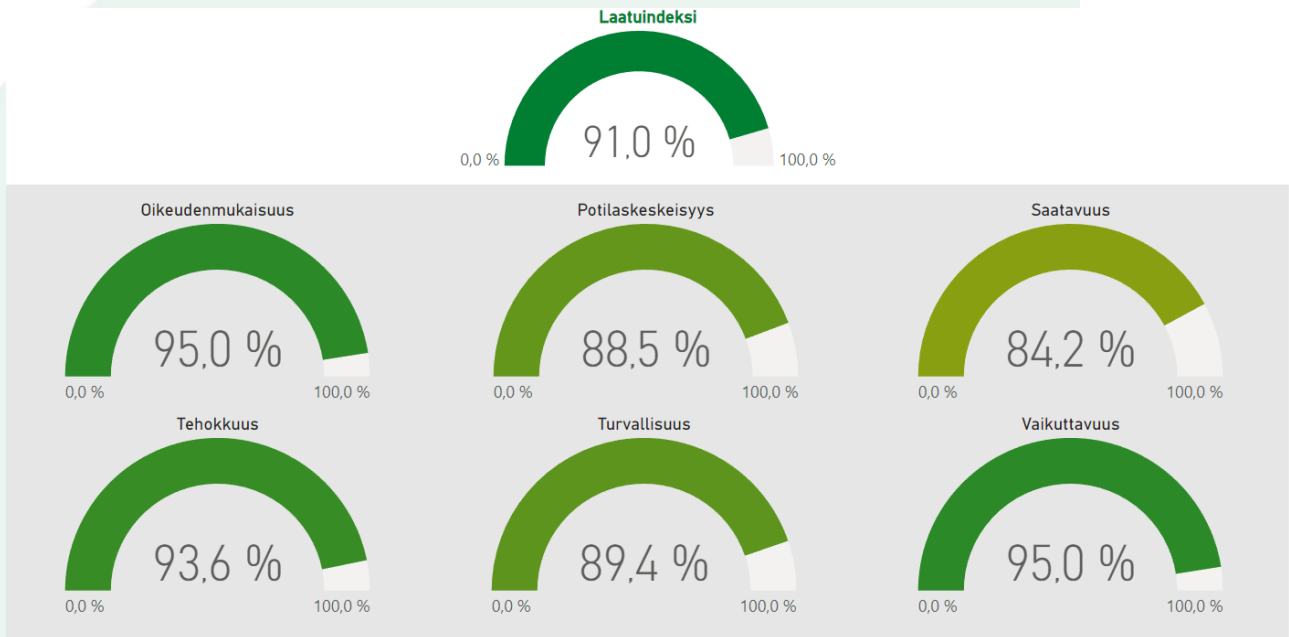 Laatuindeksi
91,0 %
0,0 % 100,0 %
Oikeudenmukaisuus Potilaskeskeisyys Saatavuus
95,0 % 88,5 % 84,2 %
0,0 % 100,0 % 0,0 % 100,0 % 0,0 % 100,0 %
Tehokkuus Turvallisuus Vaikuttavuus
93,6 % 89,4 % 95,0 %
0,0 % 100,0 % 0,0 % 100,0 % 0,0 % 100,0 %